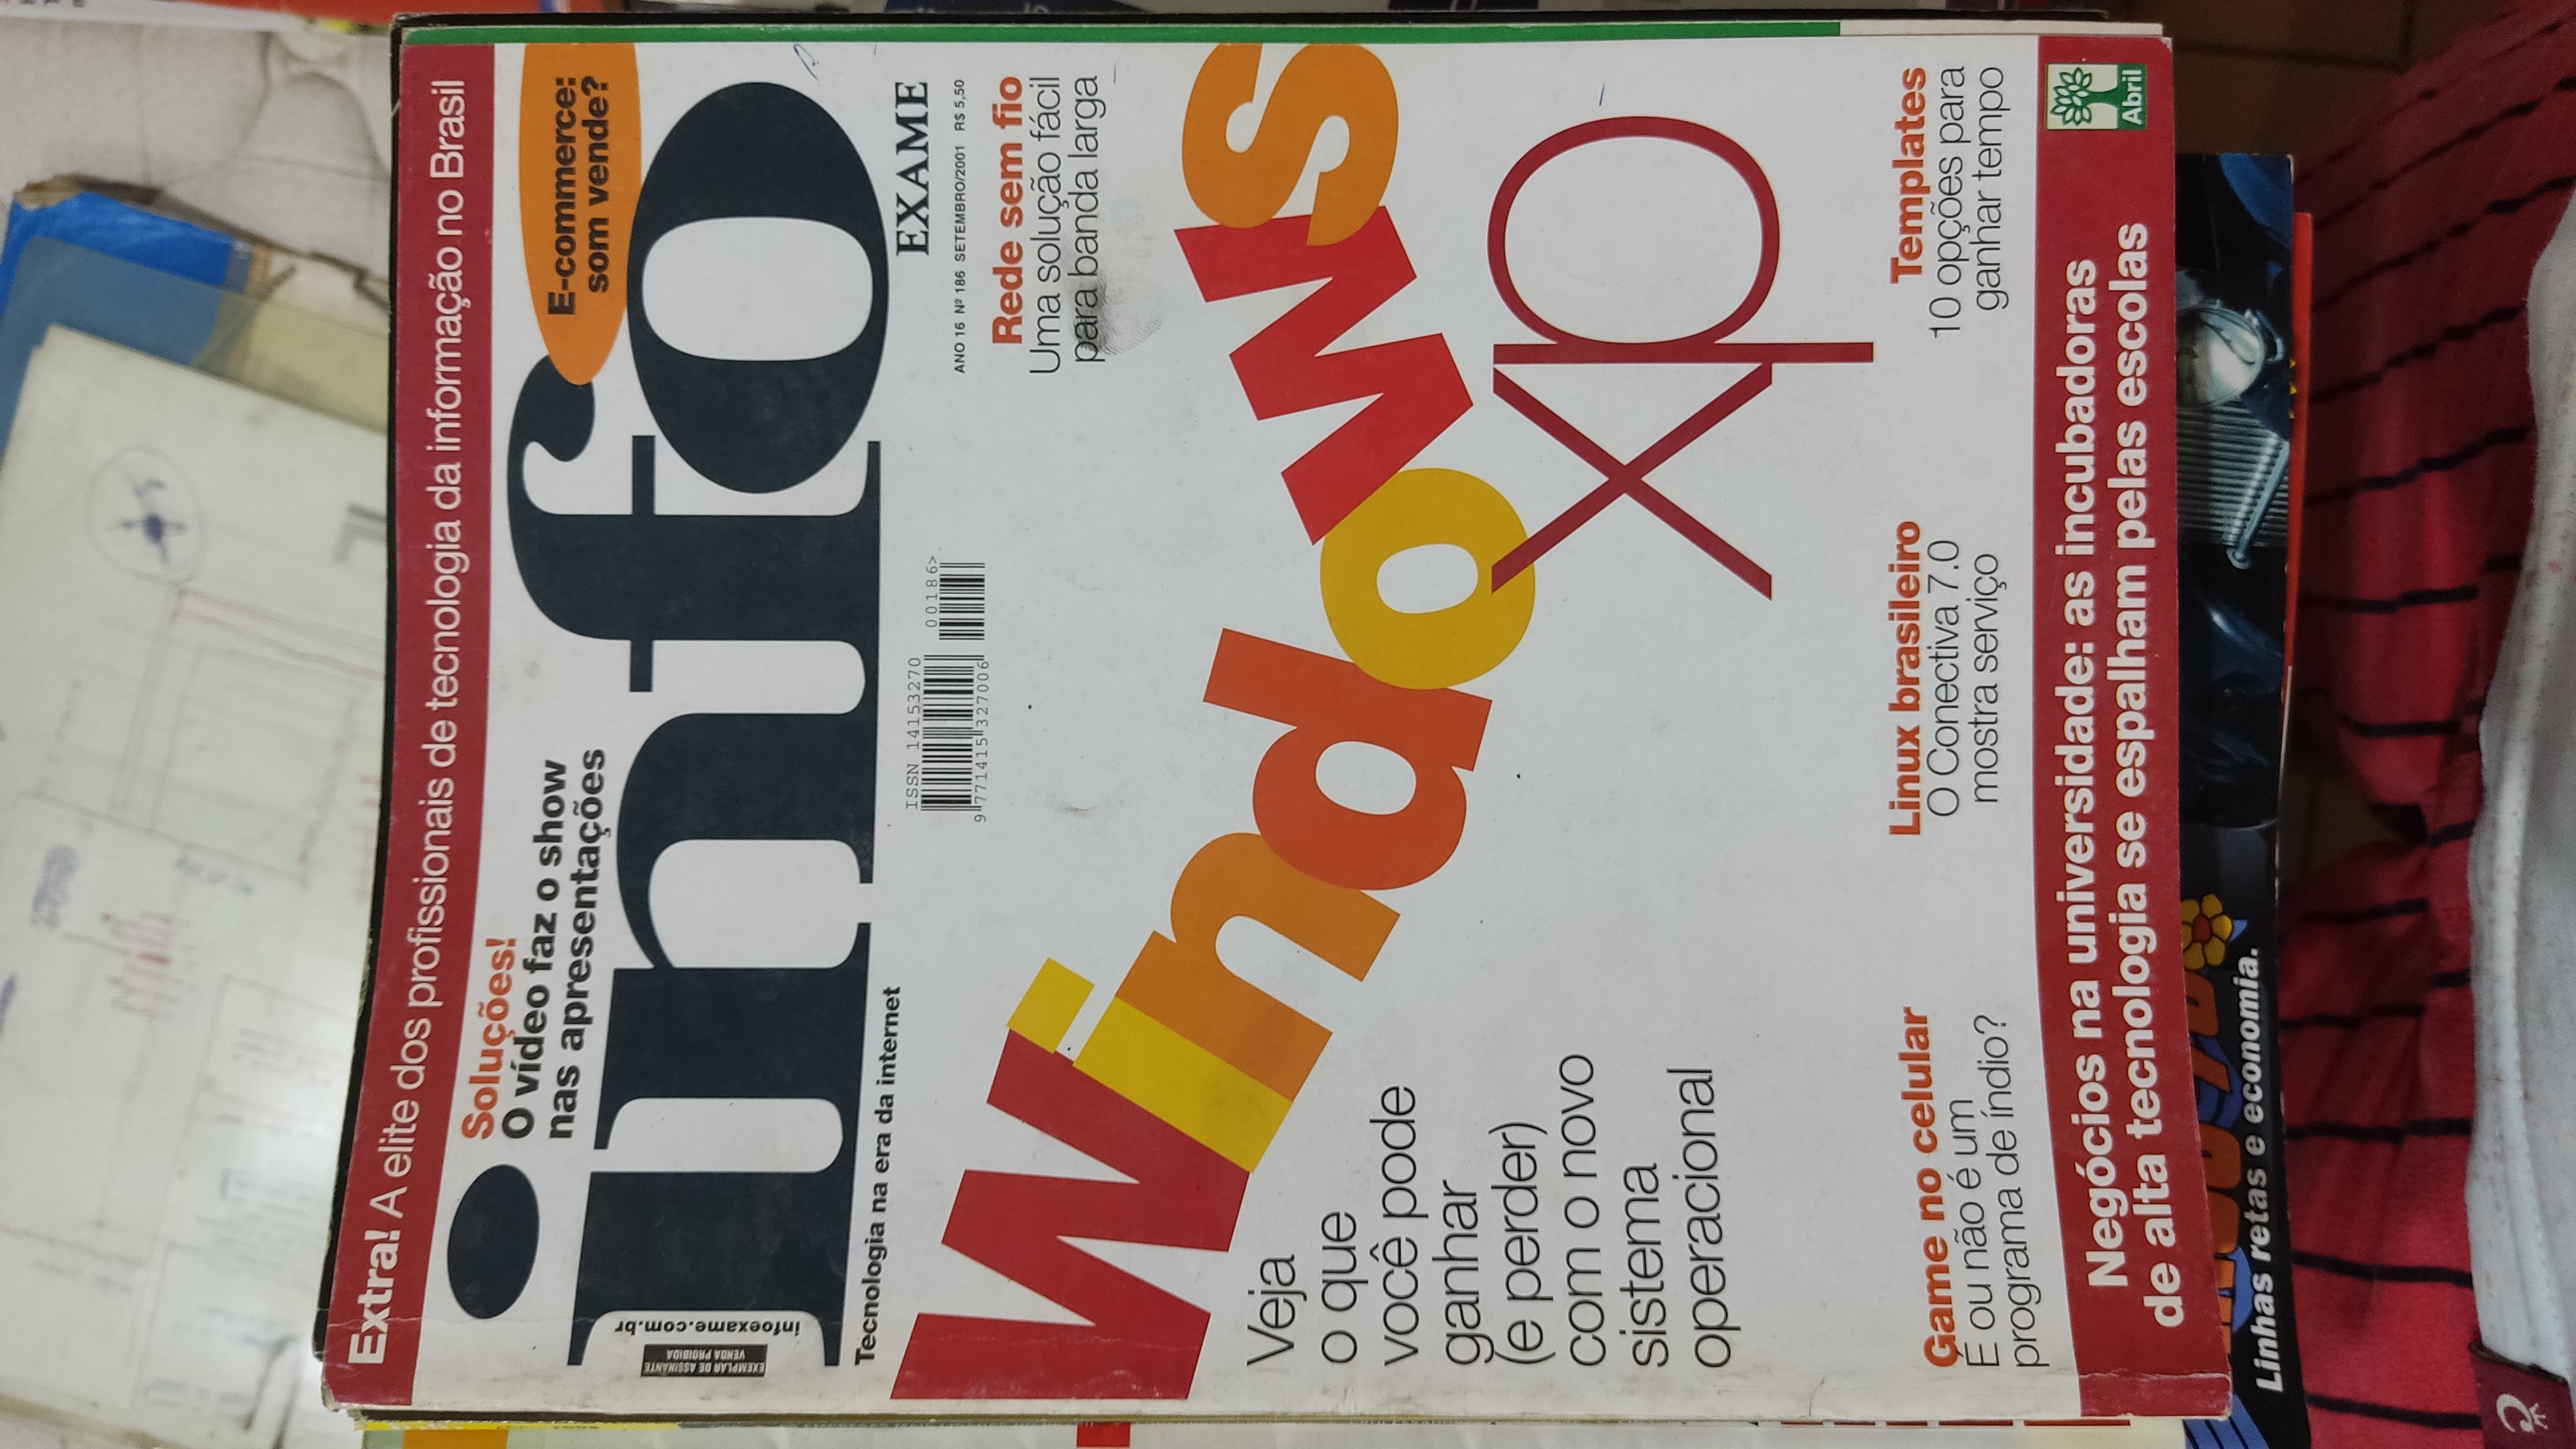 Extra! A elite dos profissionais de tecnologia da informação no Brasil
Soluções!
O vídeo faz o show
nas apresentações
info
E-commerce:
som vende?
EXEMPLAR DE ASSINANTE
VENDA PROIBIDA
infoexame.com.br
Tecnologia na era da internet
EXAME
ISSN 14153270
00186>
9 771415 327006
ANO 16 Nº 186 SETEMBRO/2001 R$ 5,50
Rede sem fio
Uma solução fácil
para banda larga
Windows
xp
Veja
o que
você pode
ganhar
(e perder)
com o novo
sistema
operacional
Game no celular
É ou não é um
programa de índio?
Linux brasileiro
O Conectiva 7.0
mostra serviço
Templates
10 opções para
ganhar tempo
Negócios na universidade: as incubadoras
de alta tecnologia se espalham pelas escolas
Abril
Linhas retas e economia.